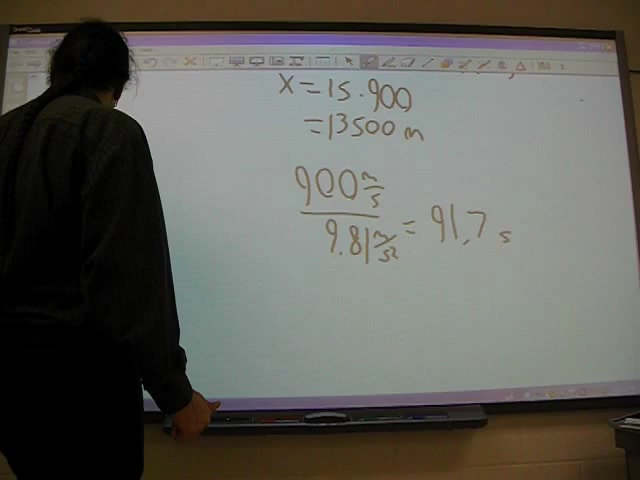 x = 15 · 900
= 13500 m
900 m/s
9.81 m/s² = 91,7 s